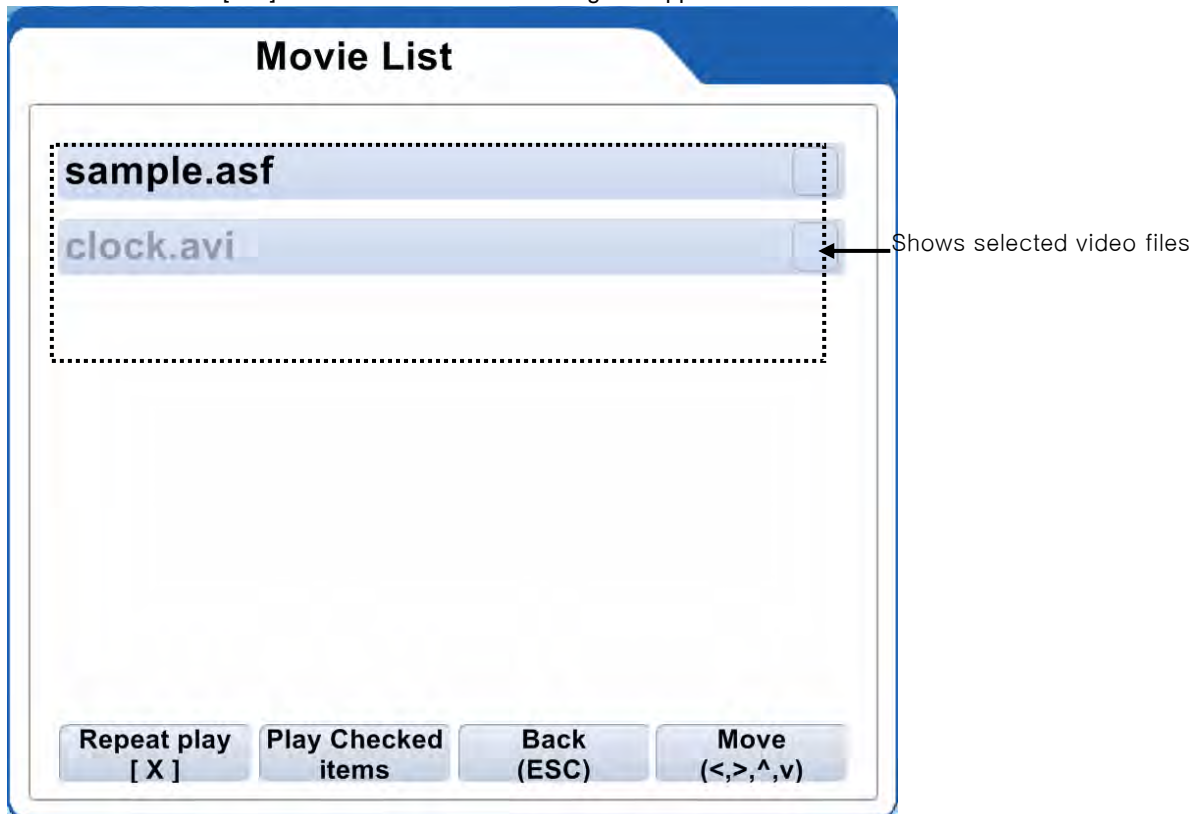 Movie List
sample.asf
clock.avi
Shows selected video files
Repeat play
[ X ]
Play Checked
items
Back
(ESC)
Move
(<,>,^,v)